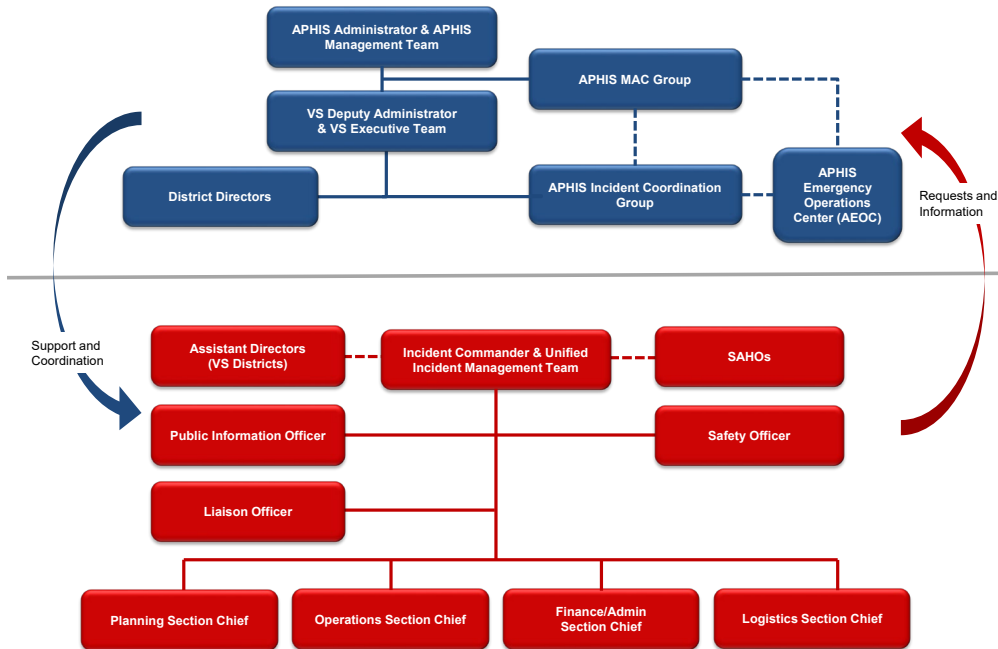 APHIS Administrator & APHIS
Management Team
APHIS MAC Group
VS Deputy Administrator
& VS Executive Team
District Directors
APHIS Incident Coordination
Group
APHIS
Emergency
Operations
Center (AEOC)
Requests and
Information
Support and
Coordination
Assistant Directors
(VS Districts)
Incident Commander & Unified
Incident Management Team
SAHOs
Public Information Officer
Safety Officer
Liaison Officer
Planning Section Chief
Operations Section Chief
Finance/Admin
Section Chief
Logistics Section Chief